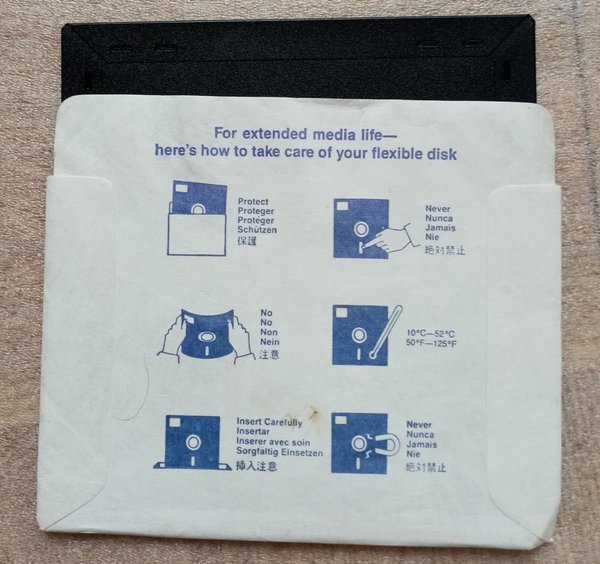 For extended media life—
here's how to take care of your flexible disk
Protect
Proteger
Protéger
Schützen
保護
Never
Nunca
Jamais
Nie
絶対禁止
No
No
Non
Nein
注意
10°C—52°C
50°F—125°F
Insert Carefully
Insertar
Inserer avec soin
Sorgfaltig Einsetzen
挿入注意
Never
Nunca
Jamais
Nie
絶対禁止